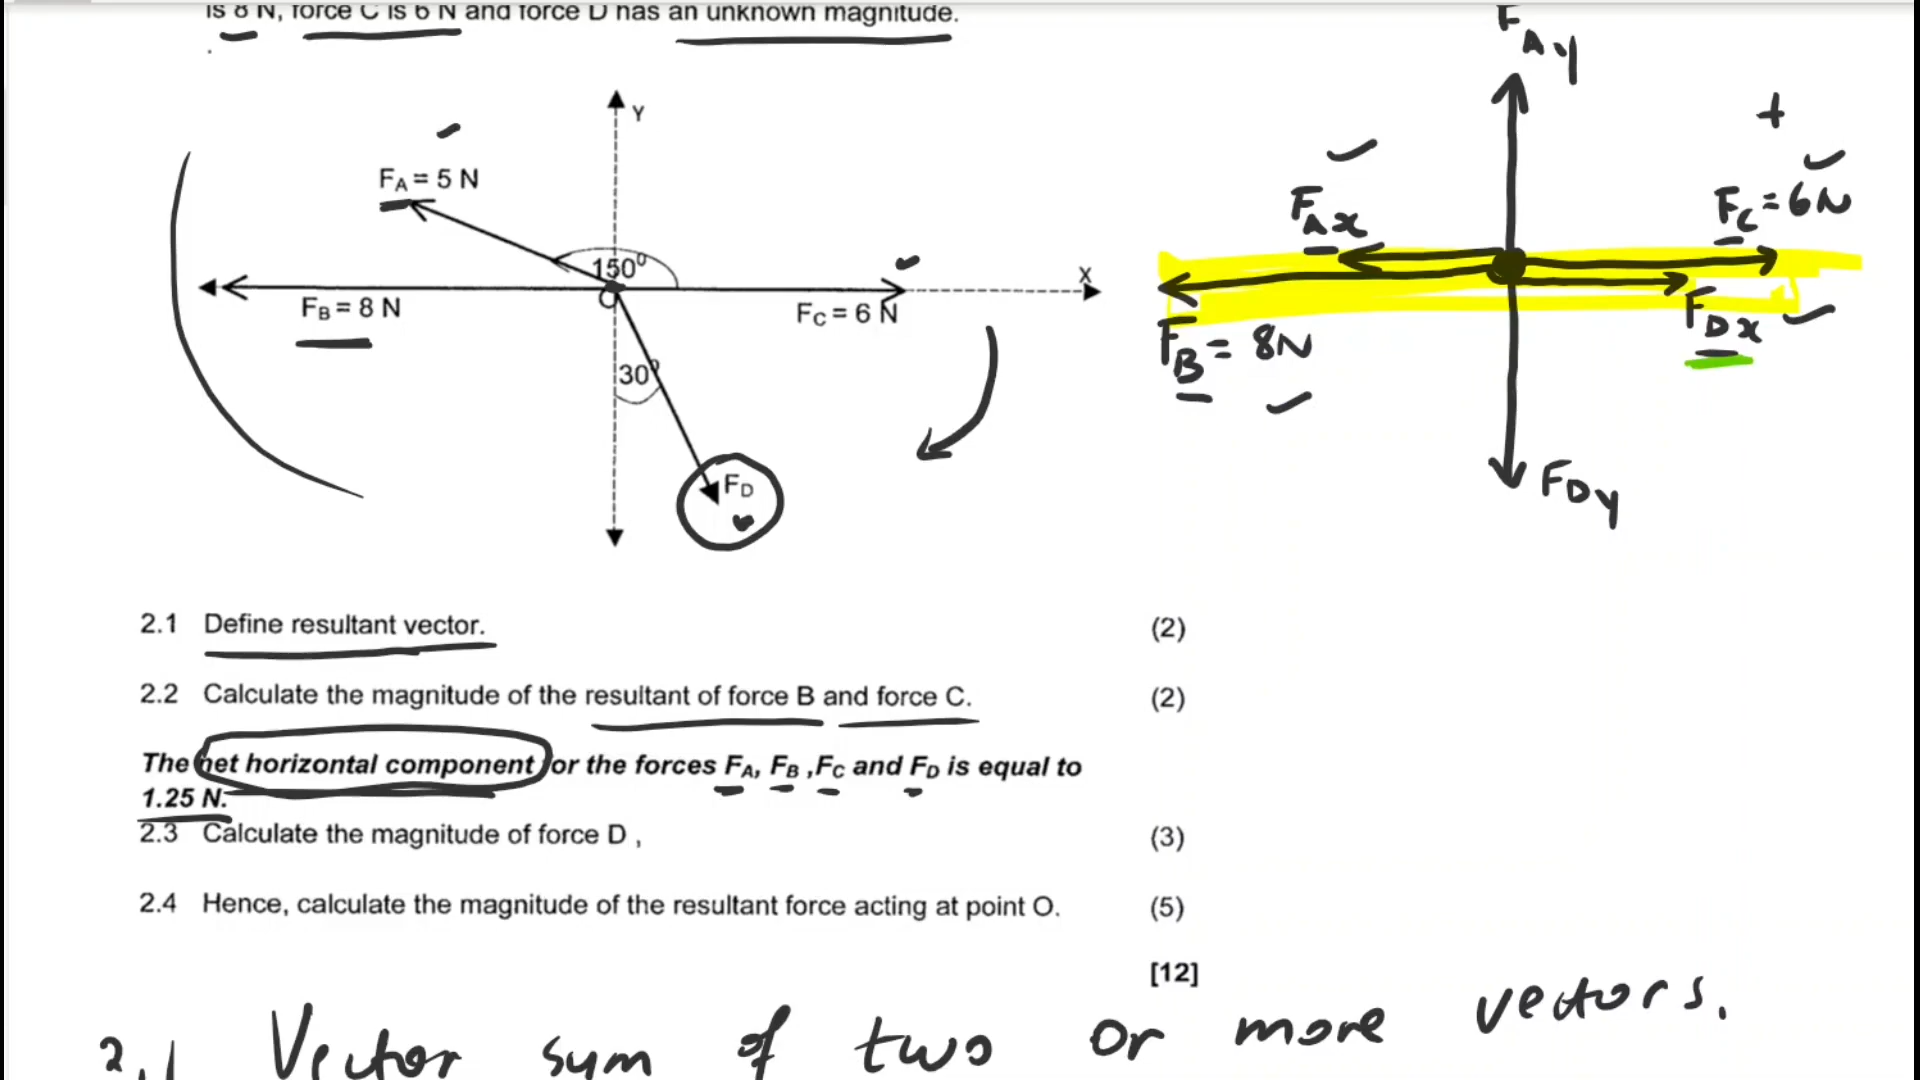 is 8 N, force C is 6 N and force D has an unknown magnitude.
F
Ay
Y
+
FA = 5 N
FAx
FC = 6N
150⁰
X
O
FB = 8 N
FC = 6 N
FDx
FB = 8N
30⁰
FD
FDy
2.1 Define resultant vector. (2)
2.2 Calculate the magnitude of the resultant of force B and force C. (2)
The net horizontal component for the forces FA, FB ,FC and FD is equal to
1.25 N.
2.3 Calculate the magnitude of force D , (3)
2.4 Hence, calculate the magnitude of the resultant force acting at point O. (5)
[12]
2.1 Vector sum of two or more vectors.